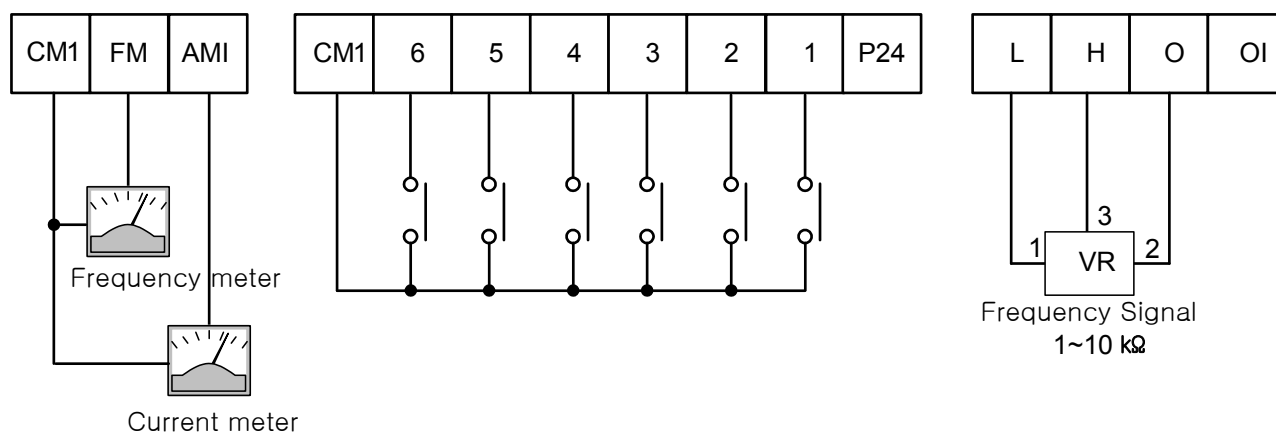 CM1 FM AMI
CM1 6 5 4 3 2 1 P24
L H O OI
3
1 VR 2
Frequency meter
Frequency Signal
1~10 kΩ
Current meter